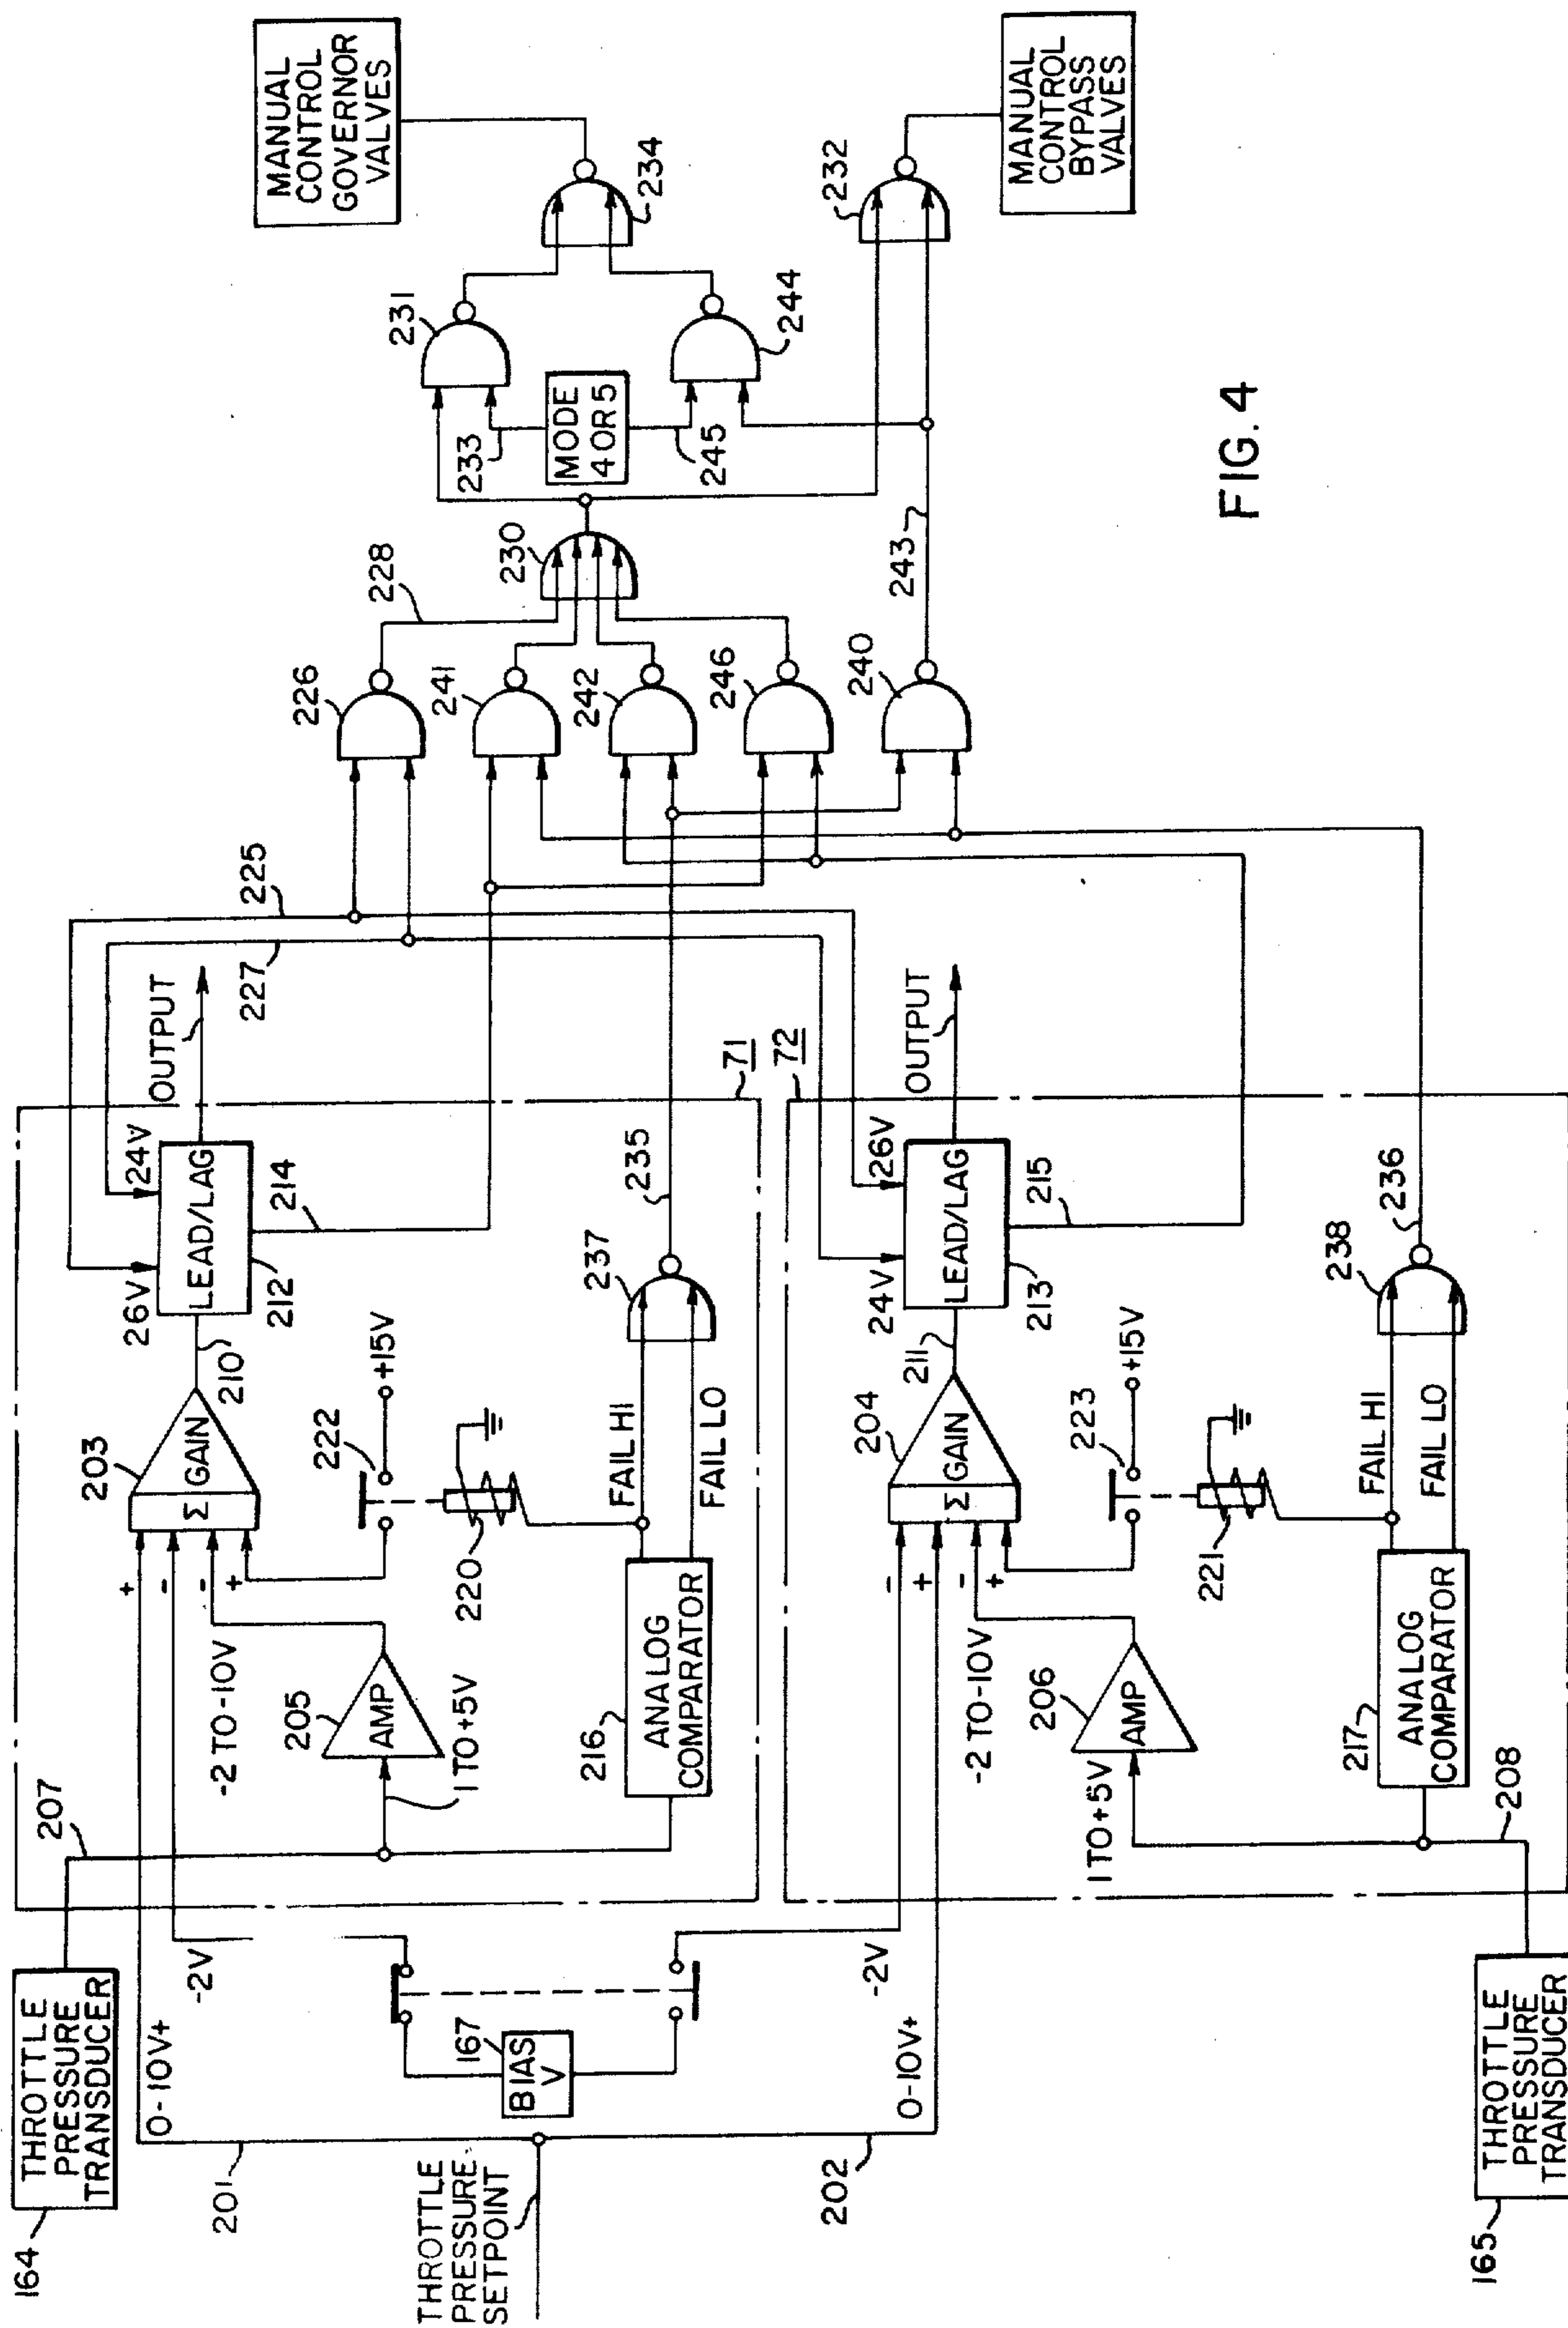 164
THROTTLE
PRESSURE
TRANSDUCER
207
201
0-10V+
-2V
THROTTLE
PRESSURE
SETPOINT
BIAS
V
167
202
0-10V+
-2V
165
THROTTLE
PRESSURE
TRANSDUCER
208
+
-
-
+
-2 TO -10V
203
Σ
GAIN
210
205
AMP
1 TO +5V
222
+15V
220
216
ANALOG
COMPARATOR
FAIL HI
FAIL LO
237
235
26V
24V
LEAD/LAG
212
214
OUTPUT
71
72
-
+
-
+
-2 TO -10V
204
Σ
GAIN
211
206
AMP
1 TO +5V
223
+15V
221
217
ANALOG
COMPARATOR
FAIL HI
FAIL LO
238
236
24V
26V
LEAD/LAG
213
215
OUTPUT
225
227
226
241
242
246
240
228
230
243
231
233
MODE
4 OR 5
245
244
234
232
MANUAL
CONTROL
GOVERNOR
VALVES
MANUAL
CONTROL
BYPASS
VALVES
FIG. 4